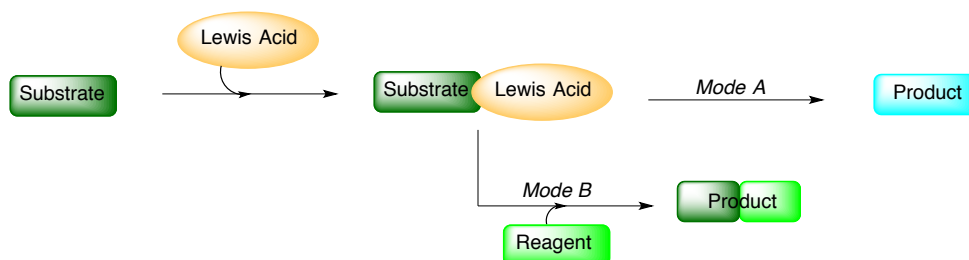 Lewis Acid
Substrate
Substrate
Lewis Acid
Mode A
Product
Mode B
Product
Reagent